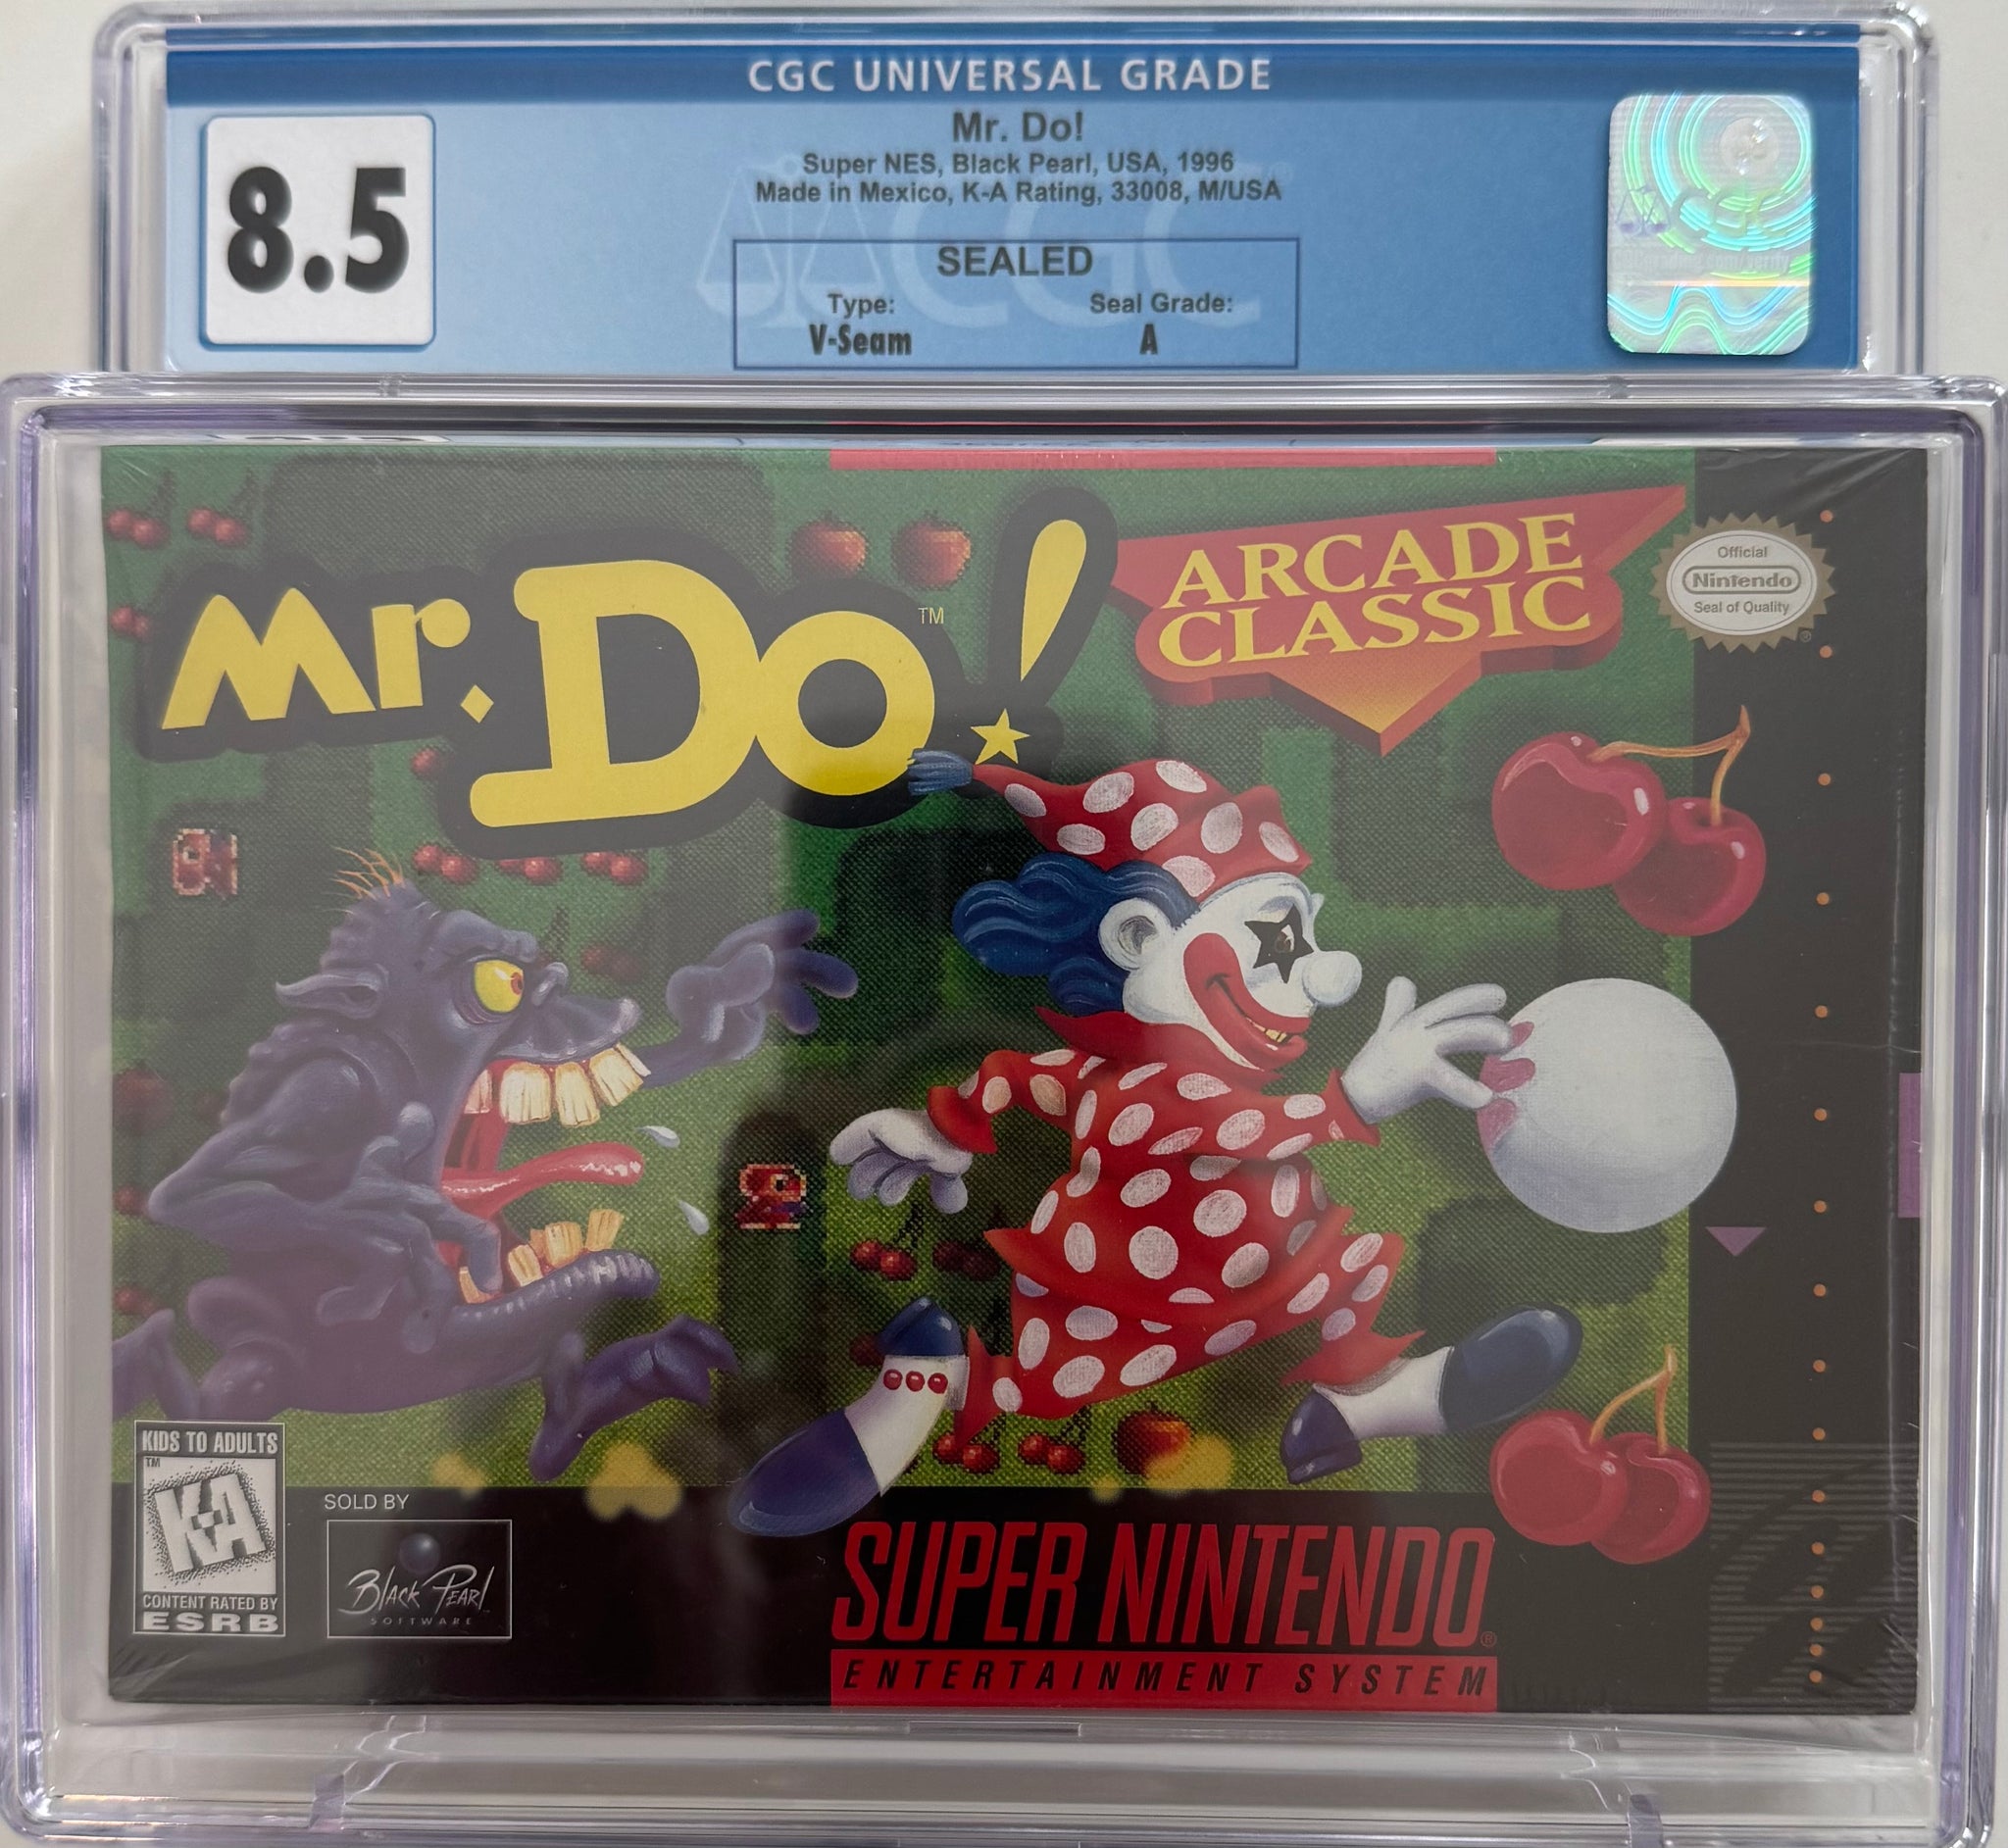 CGC UNIVERSAL GRADE
8.5
Mr. Do!
Super NES, Black Pearl, USA, 1996
Made in Mexico, K-A Rating, 33008, M/USA
SEALED
Type:
Seal Grade:
V-Seam
A
Mr. Do!
TM
ARCADE
CLASSIC
Official
Nintendo
Seal of Quality
®
KIDS TO ADULTS
TM
K-A
CONTENT RATED BY
ESRB
SOLD BY
Black Pearl
SOFTWARE
SUPER NINTENDO
®
ENTERTAINMENT SYSTEM